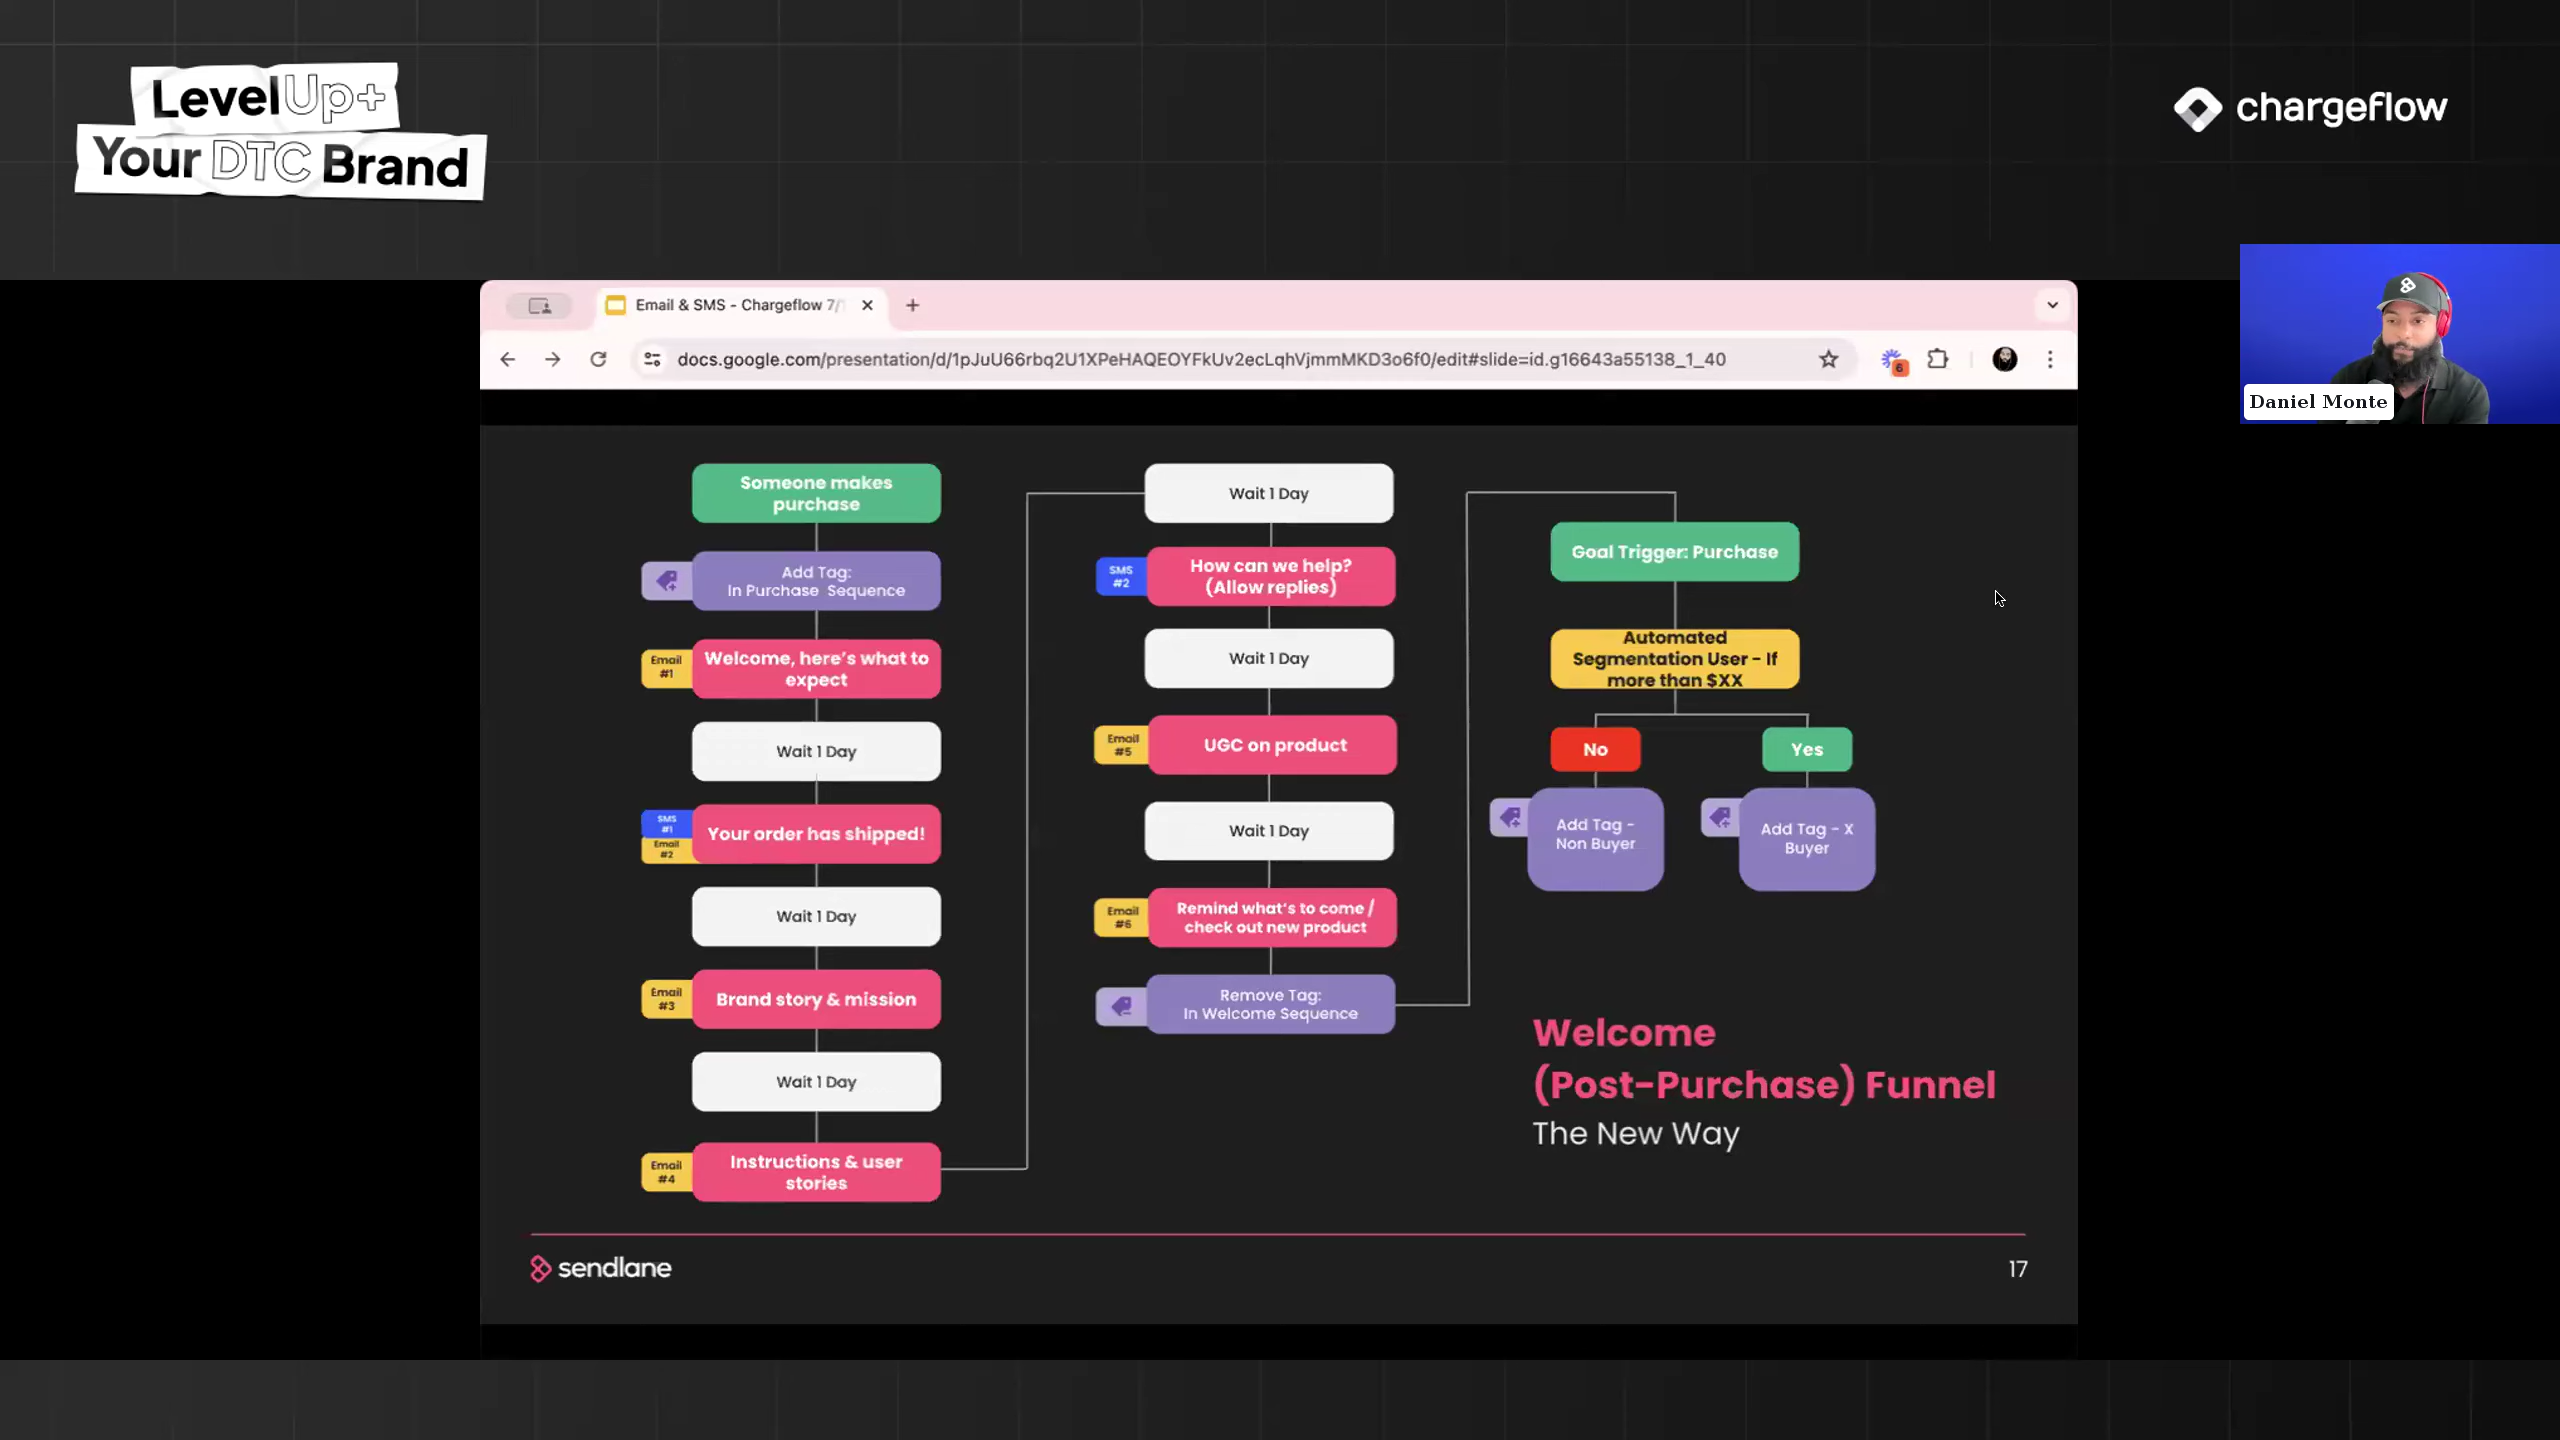 LevelUp+
Your DTC Brand
chargeflow
Email & SMS - Chargeflow 7/
docs.google.com/presentation/d/1pJuU66rbq2U1XPeHAQEOYFkUv2ecLqhVjmmMKD3o6f0/edit#slide=id.g16643a55138_1_40
6
Daniel Monte
Someone makes
purchase
Add Tag:
In Purchase Sequence
Email
#1
Welcome, here's what to
expect
Wait 1 Day
SMS
#1
Email
#2
Your order has shipped!
Wait 1 Day
Email
#3
Brand story & mission
Wait 1 Day
Email
#4
Instructions & user
stories
Wait 1 Day
SMS
#2
How can we help?
(Allow replies)
Wait 1 Day
Email
#5
UGC on product
Wait 1 Day
Email
#6
Remind what's to come /
check out new product
Remove Tag:
In Welcome Sequence
Goal Trigger: Purchase
Automated
Segmentation User - If
more than $XX
No
Yes
Add Tag -
Non Buyer
Add Tag - X
Buyer
Welcome
(Post-Purchase) Funnel
The New Way
sendlane
17